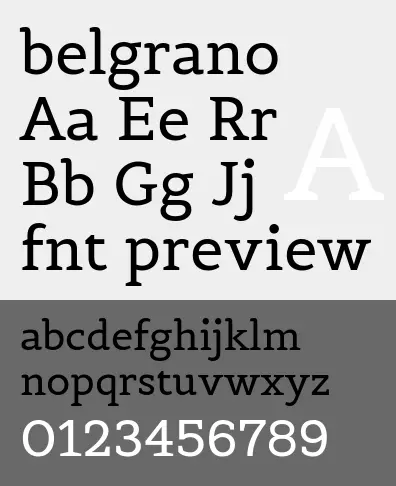 belgrano
Aa Ee Rr
A
Bb Gg Jj
fnt preview
abcdefghijklm
nopqrstuvwxyz
0123456789